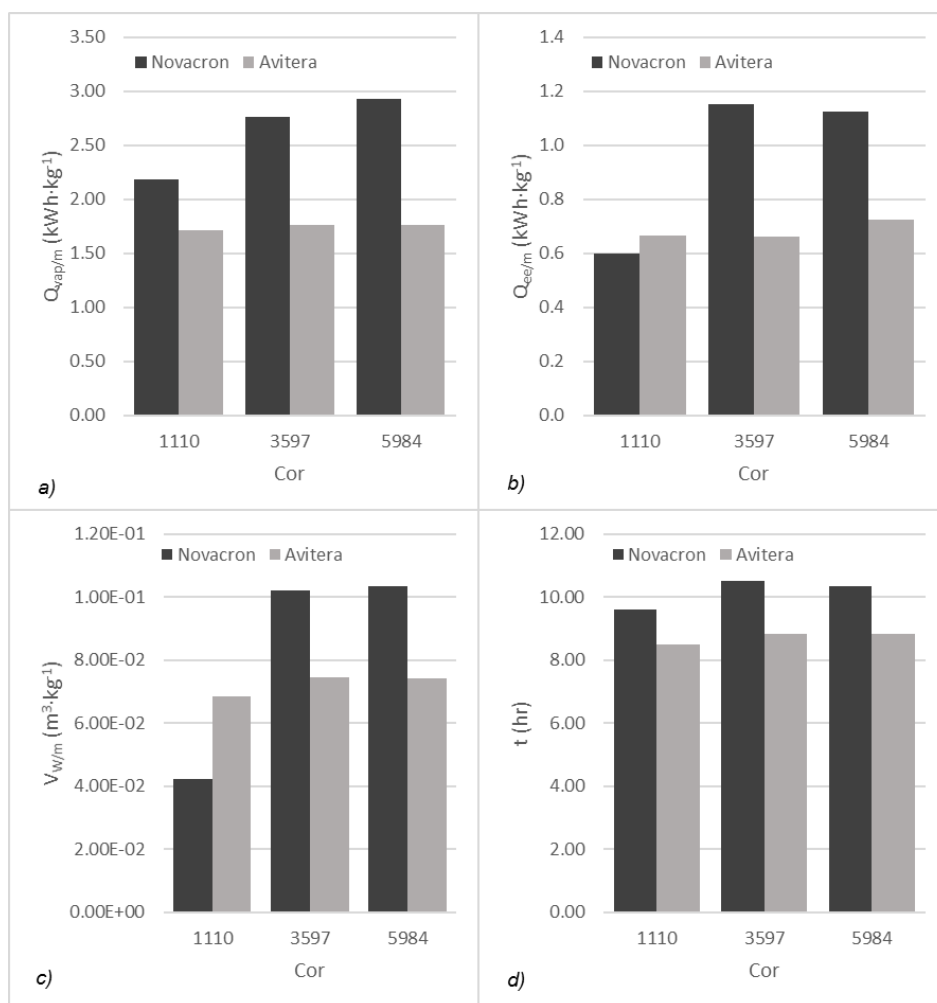 3.50
3.00
2.50
2.00
1.50
1.00
0.50
0.00
Q_vap/m (kWh·kg⁻¹)
Novacron Avitera
1110 3597 5984
Cor
a)
1.4
1.2
1.0
0.8
0.6
0.4
0.2
0.0
Q_ee/m (kWh·kg⁻¹)
Novacron Avitera
1110 3597 5984
Cor
b)
1.20E-01
1.00E-01
8.00E-02
6.00E-02
4.00E-02
2.00E-02
0.00E+00
V_W/m (m³·kg⁻¹)
Novacron Avitera
1110 3597 5984
Cor
c)
12.00
10.00
8.00
6.00
4.00
2.00
0.00
t (hr)
Novacron Avitera
1110 3597 5984
Cor
d)